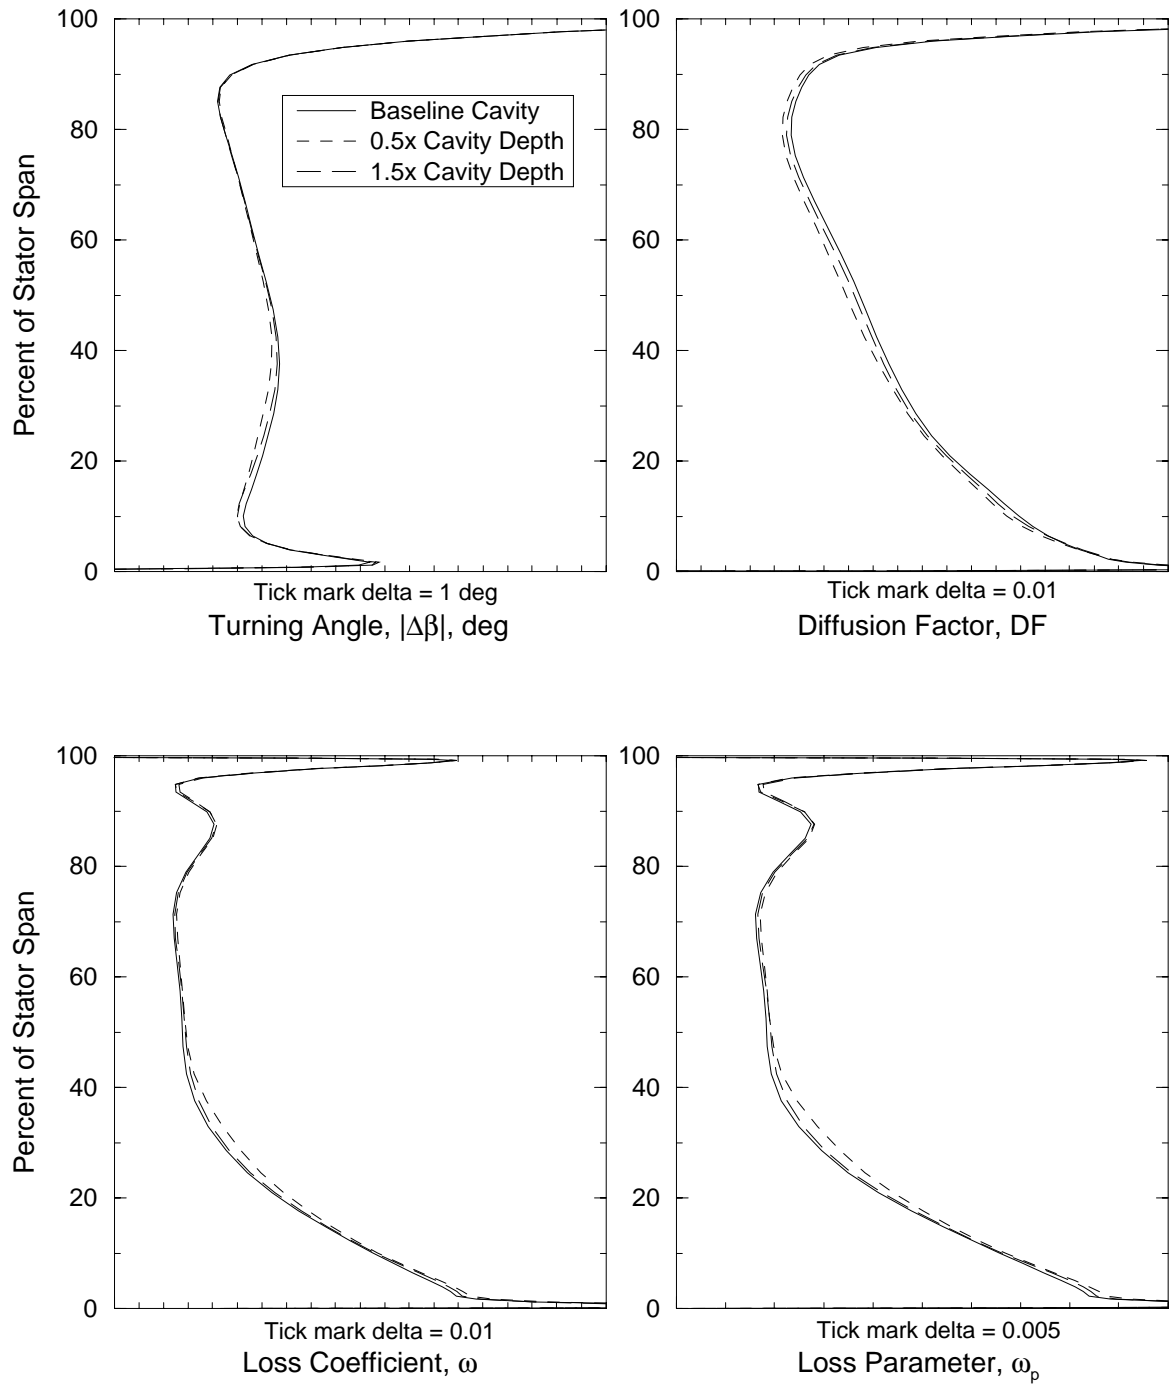 100
80
60
40
20
0
Percent of Stator Span
Baseline Cavity
0.5x Cavity Depth
1.5x Cavity Depth
Tick mark delta = 1 deg
Turning Angle, |Δβ|, deg
100
80
60
40
20
0
Tick mark delta = 0.01
Diffusion Factor, DF
100
80
60
40
20
0
Percent of Stator Span
Tick mark delta = 0.01
Loss Coefficient, ω
100
80
60
40
20
0
Tick mark delta = 0.005
Loss Parameter, ωp